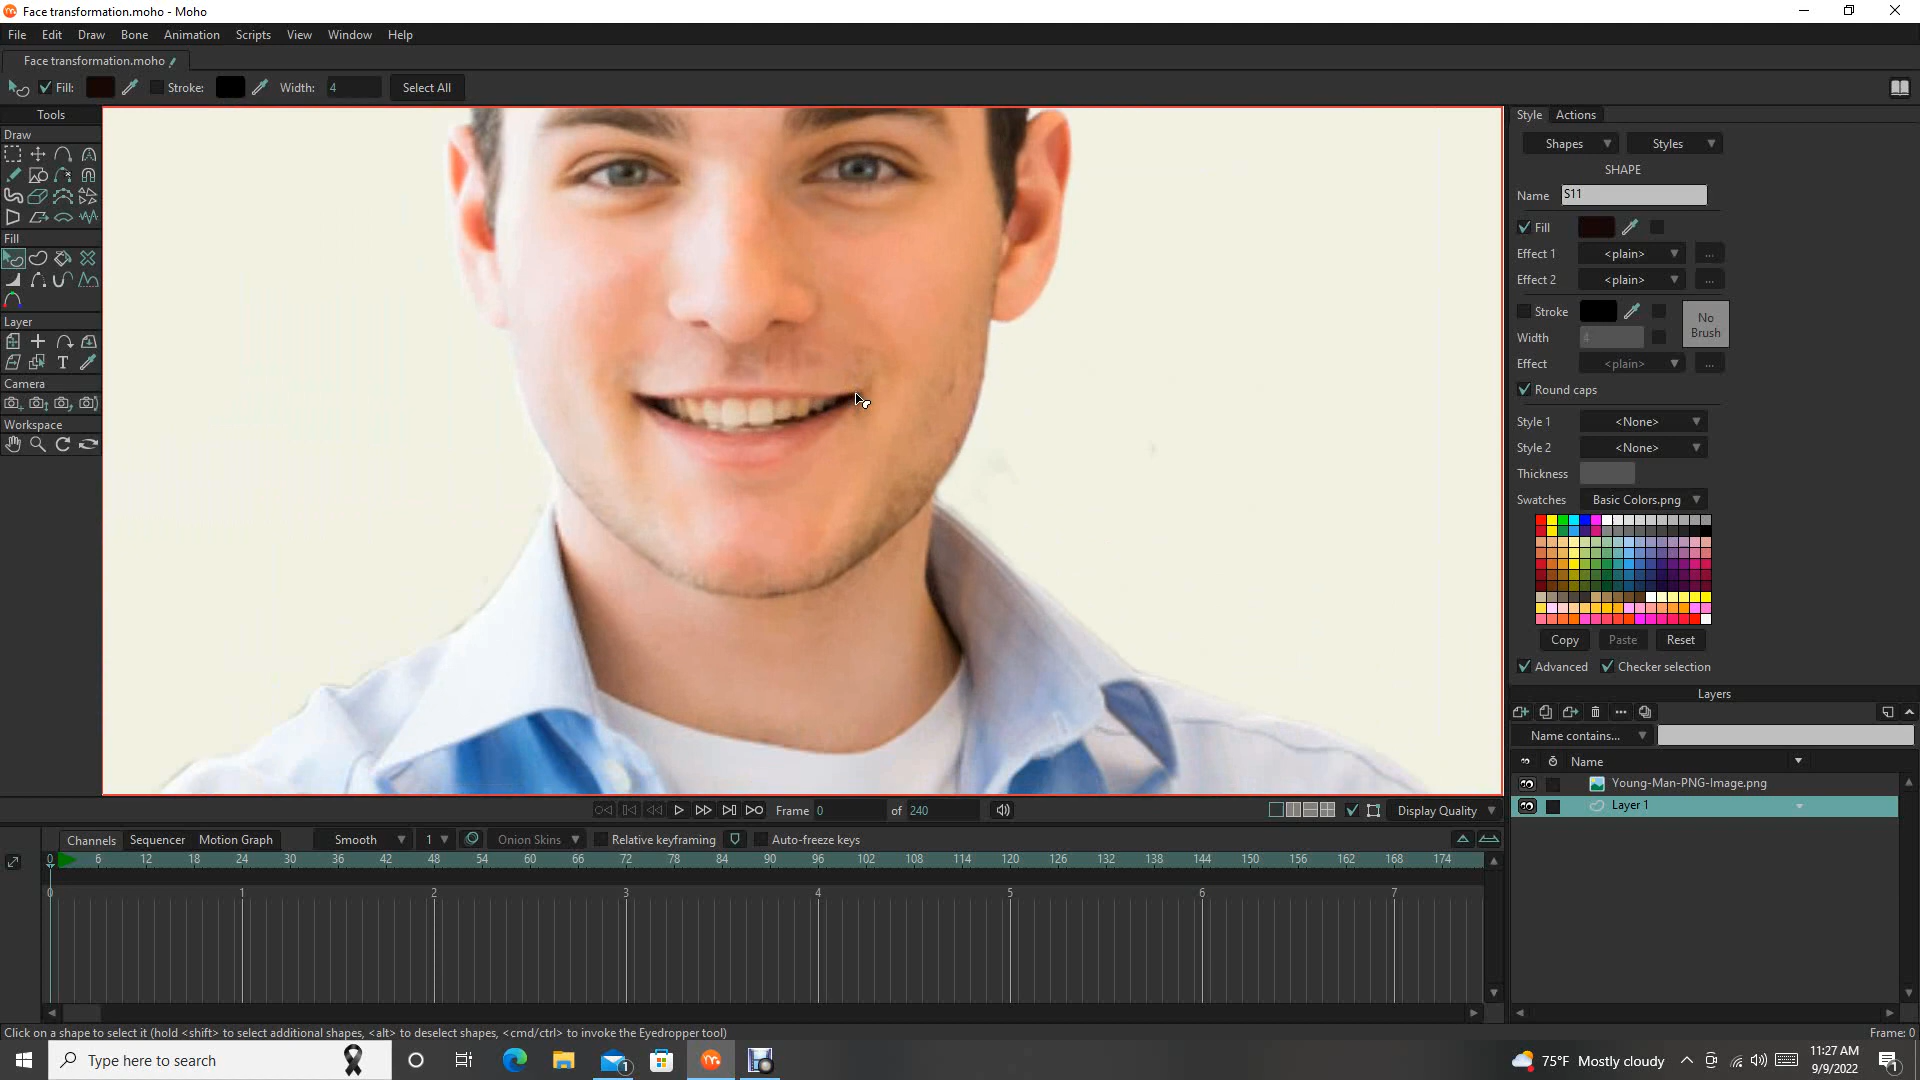 Face transformation.moho - Moho
File Edit Draw Bone Animation Scripts View Window Help
Face transformation.moho
Fill: Stroke: Width: 4 Select All
Tools
Draw
Fill
Layer
Camera
Workspace
Style Actions
Shapes Styles
SHAPE
Name S11
Fill
Effect 1 <plain> ...
Effect 2 <plain> ...
Stroke
No Brush
Width 4
Effect <plain> ...
Round caps
Style 1 <None>
Style 2 <None>
Thickness
Swatches Basic Colors.png
Copy Paste Reset
Advanced Checker selection
Layers
Name contains...
Name
Young-Man-PNG-Image.png
Layer 1
Frame 0 of 240 Display Quality
Channels Sequencer Motion Graph Smooth 1 Onion Skins Relative keyframing Auto-freeze keys
0 6 12 18 24 30 36 42 48 54 60 66 72 78 84 90 96 102 108 114 120 126 132 138 144 150 156 162 168 174
0 1 2 3 4 5 6 7
Click on a shape to select it (hold <shift> to select additional shapes, <alt> to deselect shapes, <cmd/ctrl> to invoke the Eyedropper tool) Frame: 0
Type here to search 1 75°F Mostly cloudy 11:27 AM
9/9/2022 1